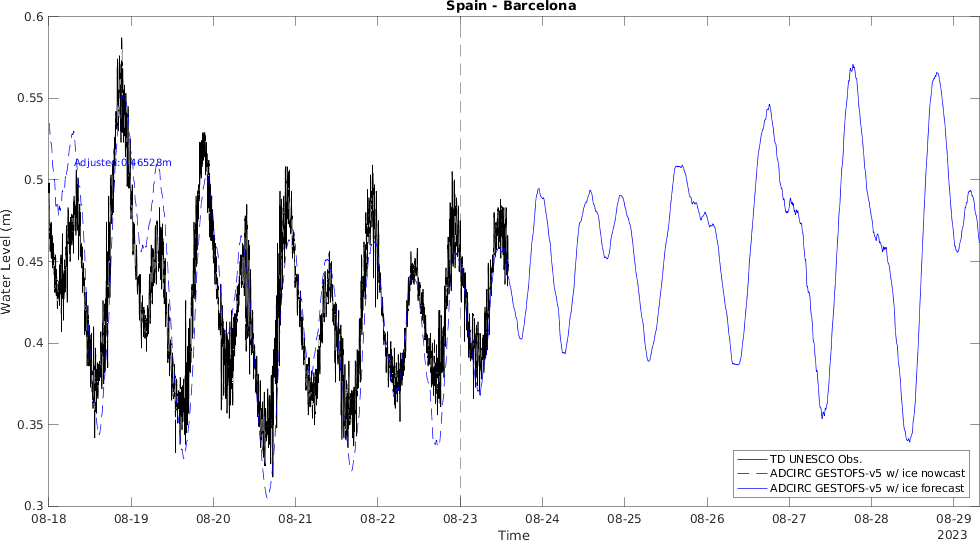 Spain - Barcelona
0.6
0.55
0.5
0.45
0.4
0.35
0.3
Water Level (m)
Adjusted:0.46528m
TD UNESCO Obs.
ADCIRC GESTOFS-v5 w/ ice nowcast
ADCIRC GESTOFS-v5 w/ ice forecast
08-18 08-19 08-20 08-21 08-22 08-23 08-24 08-25 08-26 08-27 08-28 08-29
Time
2023